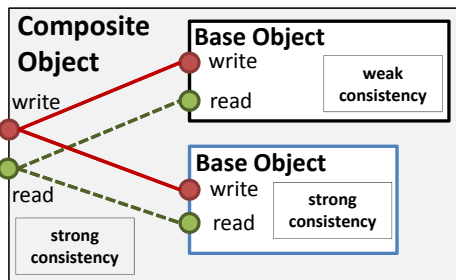 Composite
Object
write
read
strong
consistency
Base Object
write
read
weak
consistency
Base Object
write
read
strong
consistency